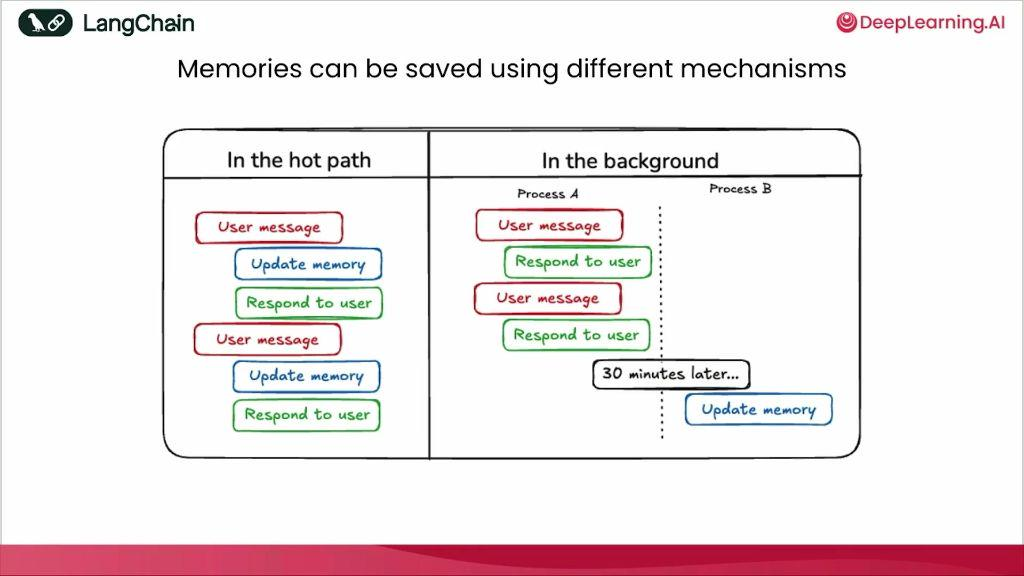 LangChain
DeepLearning.AI
Memories can be saved using different mechanisms
In the hot path
User message
Update memory
Respond to user
User message
Update memory
Respond to user
In the background
Process A
Process B
User message
Respond to user
User message
Respond to user
30 minutes later...
Update memory